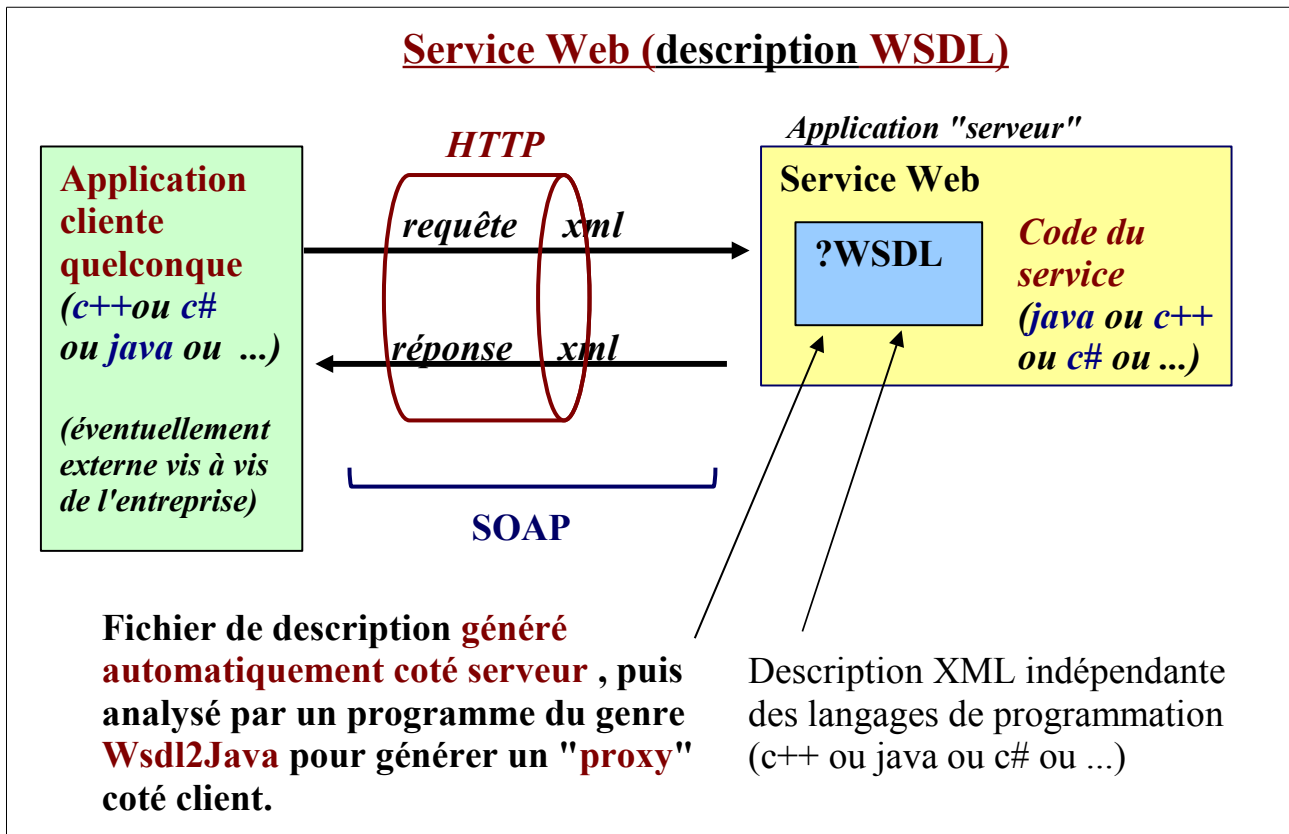 Service Web (description WSDL)
Application "serveur"
HTTP
Application
cliente
quelconque
(c++ou c#
ou java ou ...)
(éventuellement
externe vis à vis
de l'entreprise)
requête xml
réponse xml
SOAP
Service Web
?WSDL
Code du
service
(java ou c++
ou c# ou ...)
Fichier de description généré
automatiquement coté serveur , puis
analysé par un programme du genre
Wsdl2Java pour générer un "proxy"
coté client.
Description XML indépendante
des langages de programmation
(c++ ou java ou c# ou ...)